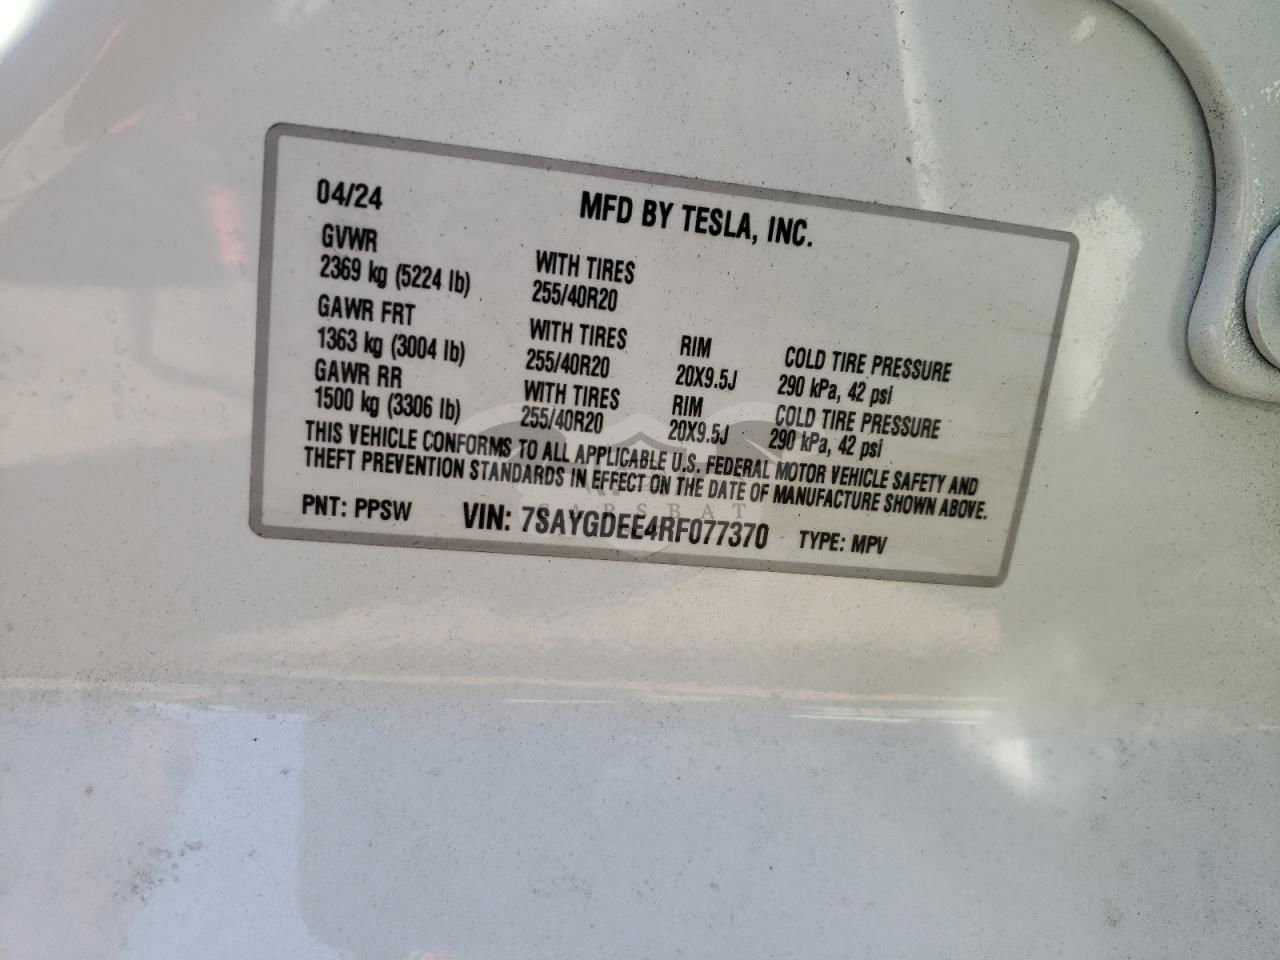 04/24 MFD BY TESLA, INC.
GVWR WITH TIRES
2369 kg (5224 lb) 255/40R20
GAWR FRT WITH TIRES RIM COLD TIRE PRESSURE
1363 kg (3004 lb) 255/40R20 20X9.5J 290 kPa, 42 psi
GAWR RR WITH TIRES RIM COLD TIRE PRESSURE
1500 kg (3306 lb) 255/40R20 20X9.5J 290 kPa, 42 psi
THIS VEHICLE CONFORMS TO ALL APPLICABLE U.S. FEDERAL MOTOR VEHICLE SAFETY AND
THEFT PREVENTION STANDARDS IN EFFECT ON THE DATE OF MANUFACTURE SHOWN ABOVE.
CARSBAT
PNT: PPSW VIN: 7SAYGDEE4RF077370 TYPE: MPV